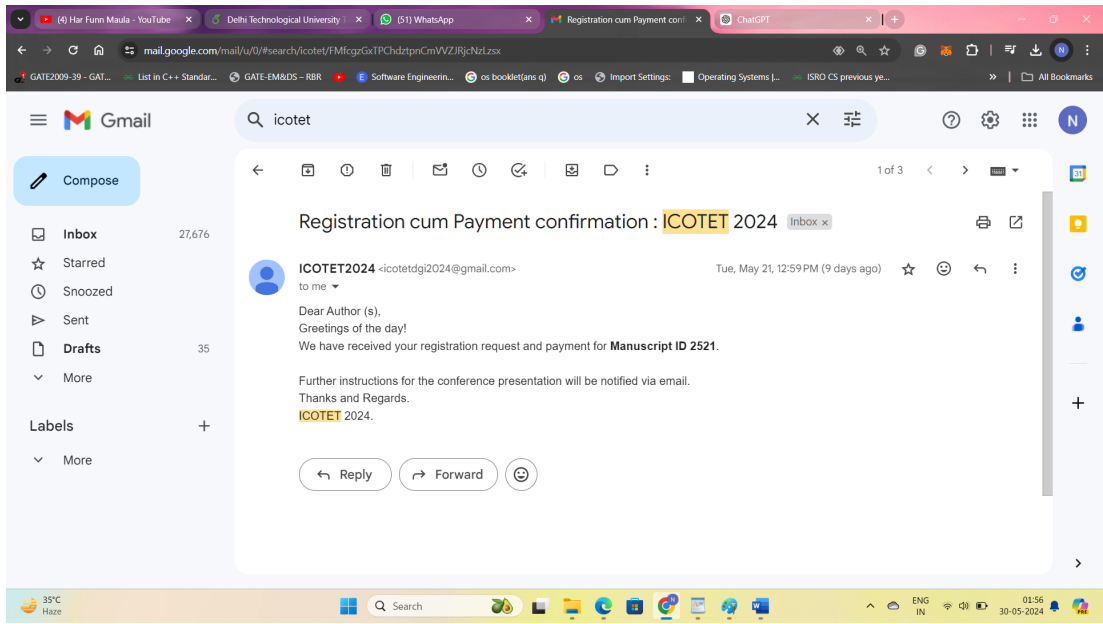 (4) Har Funn Maula - YouTube
Delhi Technological University
(51) WhatsApp
Registration cum Payment conf
ChatGPT
mail.google.com/mail/u/0/#search/icotet/FMfcgzGxTPChdztpnCmVVZJRjcNzLzsx
GATE2009-39 - GAT...
List in C++ Standar...
GATE-EM&DS – RBR
Software Engineerin...
os booklet(ans q)
os
Import Settings:
Operating Systems |...
ISRO CS previous ye...
»
All Bookmarks
Gmail
icotet
N
Compose
1 of 3
Inbox 27,676
Starred
Snoozed
Sent
Drafts 35
More
Labels
More
Registration cum Payment confirmation : ICOTET 2024 Inbox x
ICOTET2024 <icotetdgi2024@gmail.com> Tue, May 21, 12:59 PM (9 days ago)
to me
Dear Author (s),
Greetings of the day!
We have received your registration request and payment for Manuscript ID 2521.
Further instructions for the conference presentation will be notified via email.
Thanks and Regards.
ICOTET 2024.
Reply
Forward
31
35°C
Haze
Search
ENG
IN
01:56
30-05-2024
PRE